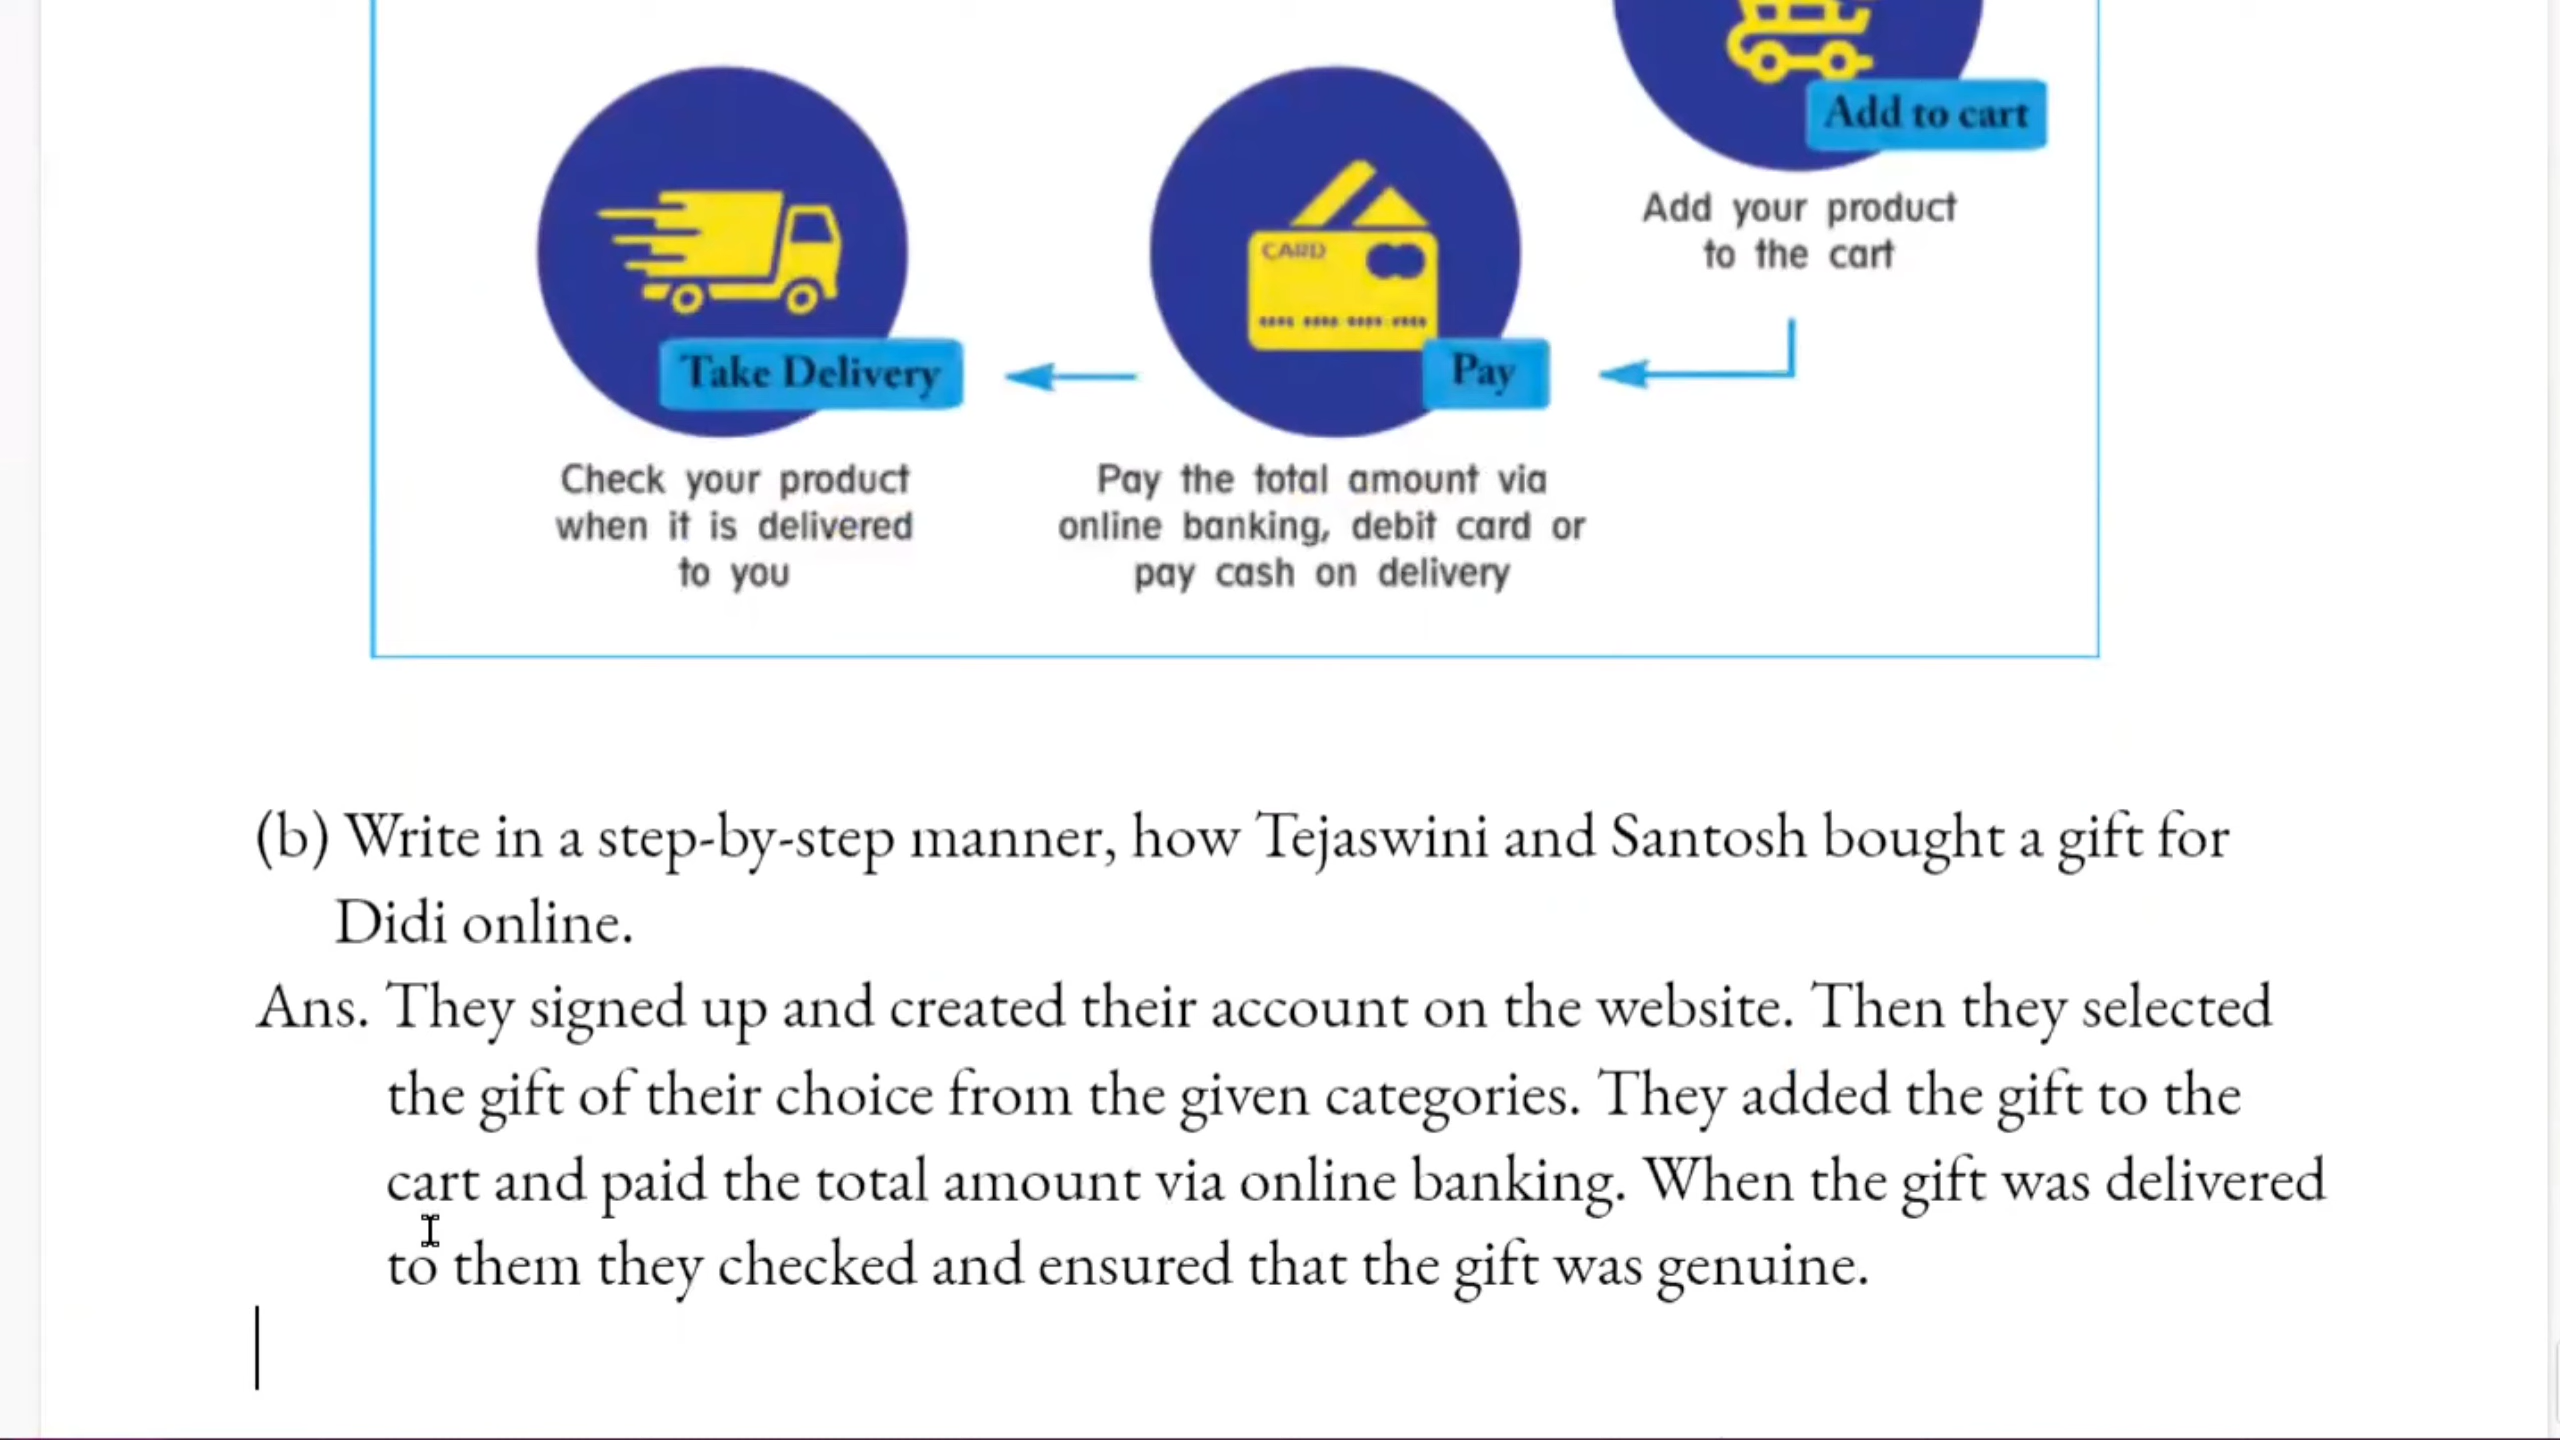 Add to cart
Add your product
to the cart
CARD
Take Delivery
Pay
Check your product
when it is delivered
to you
Pay the total amount via
online banking, debit card or
pay cash on delivery
(b) Write in a step-by-step manner, how Tejaswini and Santosh bought a gift for
Didi online.
Ans. They signed up and created their account on the website. Then they selected
the gift of their choice from the given categories. They added the gift to the
cart and paid the total amount via online banking. When the gift was delivered
to them they checked and ensured that the gift was genuine.